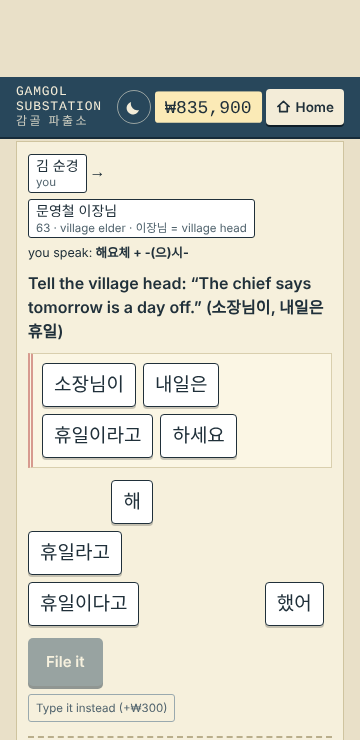 GAMGOL
SUBSTATION
감골 파출소
₩835,900
Home
김 순경
you
→
문영철 이장님
63 · village elder · 이장님 = village head
you speak: 해요체 + -(으)시-
Tell the village head: “The chief says
tomorrow is a day off.” (소장님이, 내일은
휴일)
소장님이 내일은
휴일이라고 하세요
해
휴일라고
휴일이다고 했어
File it
Type it instead (+₩300)